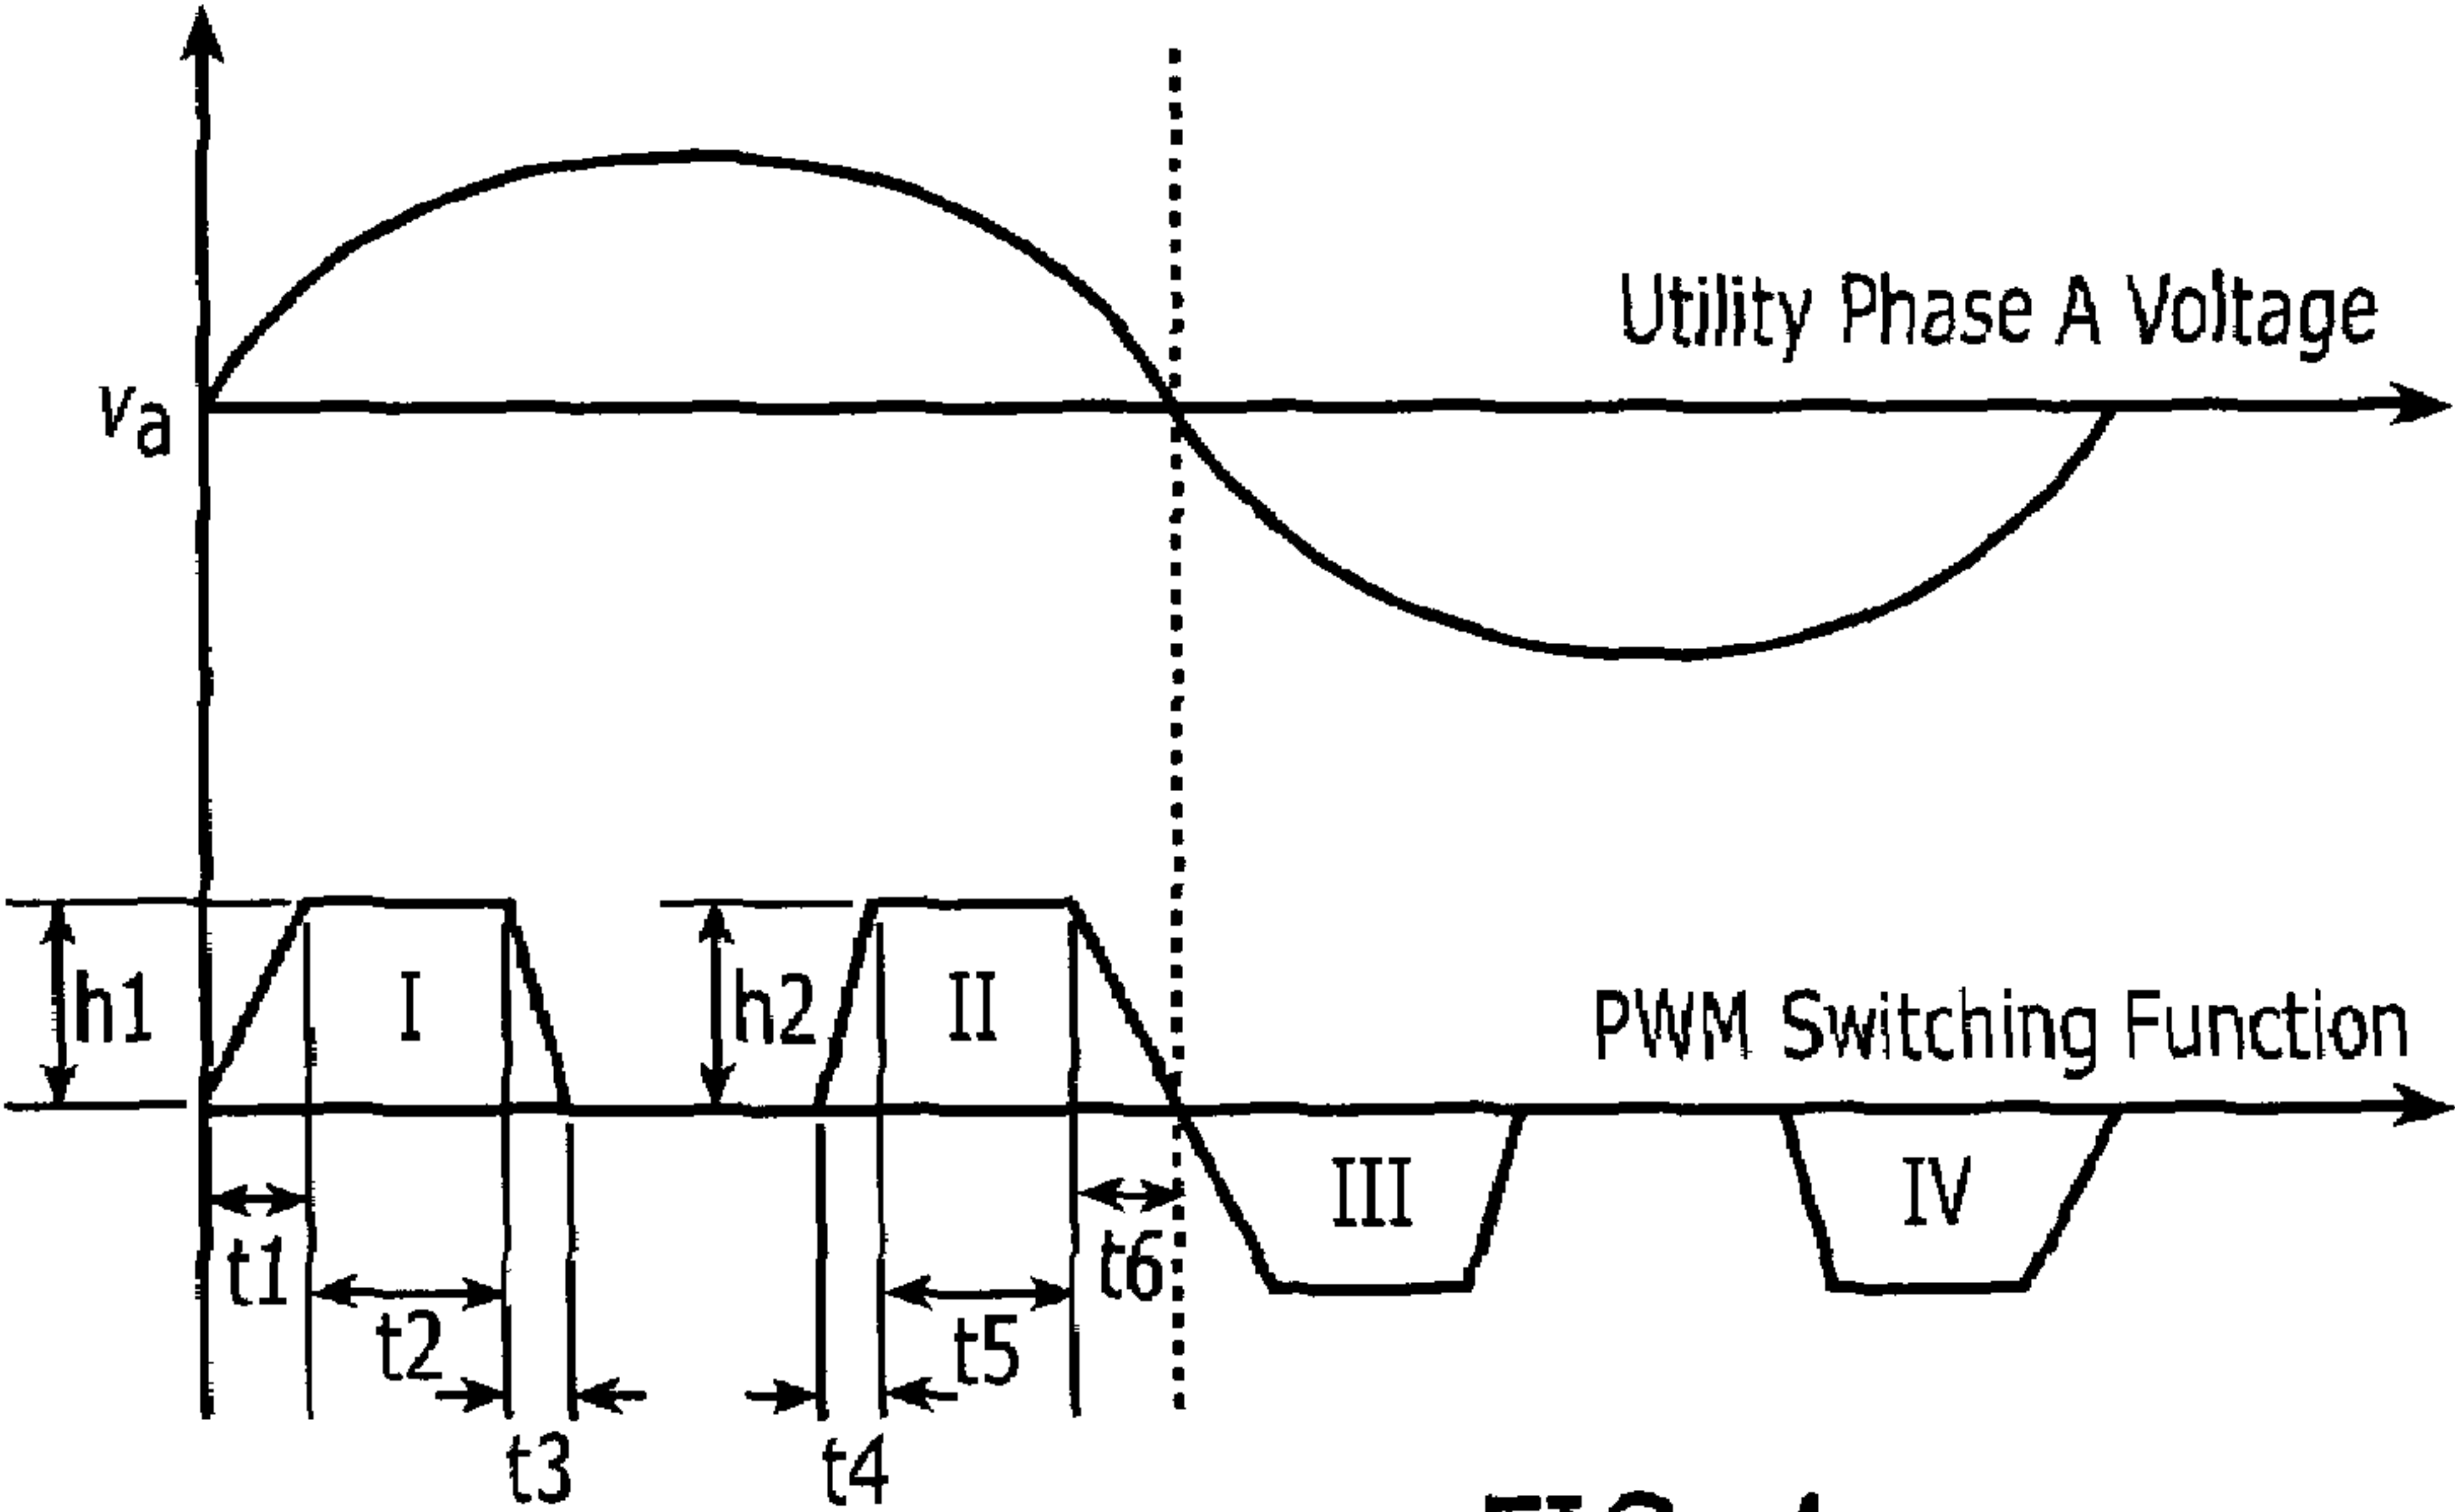 Utility Phase A Voltage
Va
h1
I
h2
II
PWM Switching Function
III
IV
t1
t6
t2
t5
t3
t4